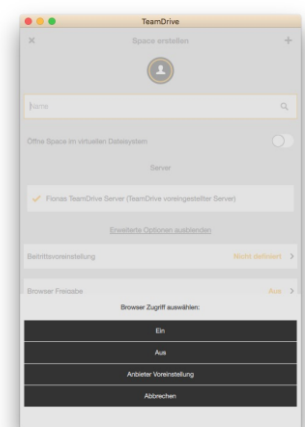 TeamDrive
Space erstellen
Name
Öffne Space im virtuellen Dateisystem
Server
Fionas TeamDrive Server (TeamDrive voreingestellter Server)
Erweiterte Optionen ausblenden
Beitrittsvoreinstellung
Nicht definiert
Browser Freigabe
Aus
Browser Zugriff auswählen:
Ein
Aus
Anbieter Voreinstellung
Abbrechen